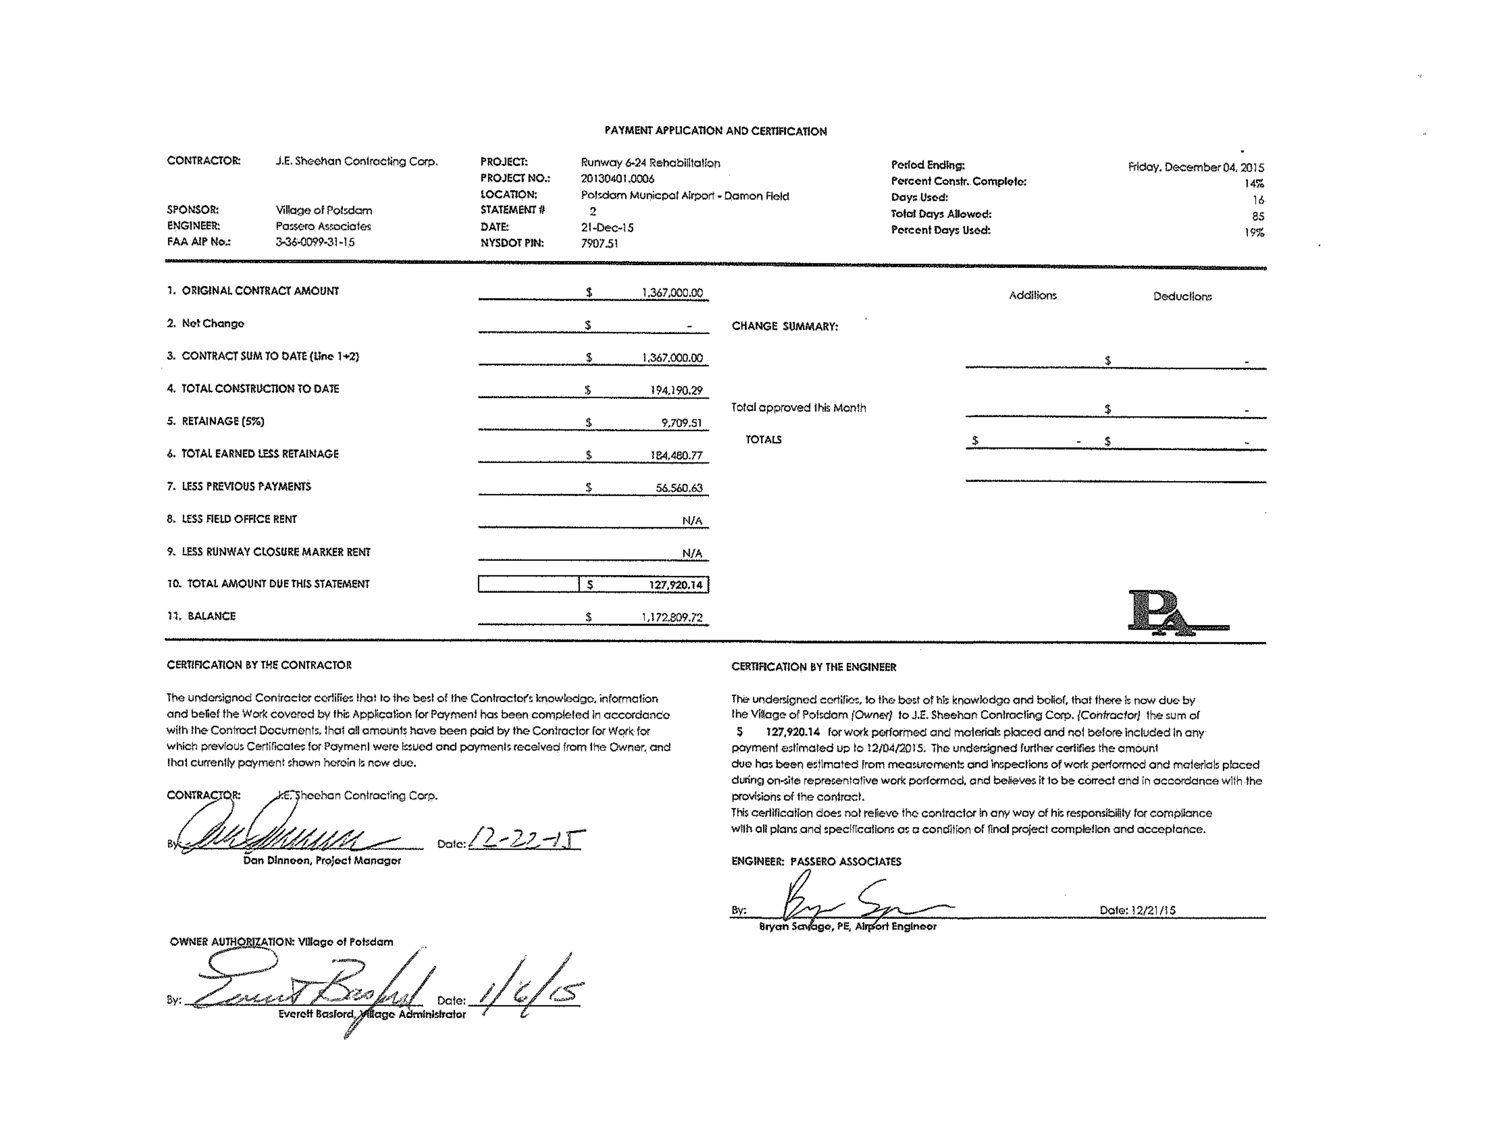 PAYMENT APPLICATION AND CERTIFICATION
CONTRACTOR: J.E. Sheehan Contracting Corp.
SPONSOR: Village of Potsdam
ENGINEER: Passero Associates
FAA AIP No.: 3-36-0099-31-15
PROJECT: Runway 6-24 Rehabilitation
PROJECT NO.: 20130401.0006
LOCATION: Potsdam Municpal Airport - Damon Field
STATEMENT # 2
DATE: 21-Dec-15
NYSDOT PIN: 7907.51
Period Ending: Friday, December 04, 2015
Percent Constr. Complete: 14%
Days Used: 16
Total Days Allowed: 85
Percent Days Used: 19%
1. ORIGINAL CONTRACT AMOUNT $ 1,367,000.00
2. Net Change $ -
3. CONTRACT SUM TO DATE (Line 1+2) $ 1,367,000.00
4. TOTAL CONSTRUCTION TO DATE $ 194,190.29
5. RETAINAGE (5%) $ 9,709.51
6. TOTAL EARNED LESS RETAINAGE $ 184,480.77
7. LESS PREVIOUS PAYMENTS $ 56,560.63
8. LESS FIELD OFFICE RENT N/A
9. LESS RUNWAY CLOSURE MARKER RENT N/A
10. TOTAL AMOUNT DUE THIS STATEMENT $ 127,920.14
11. BALANCE $ 1,172,809.72
Additions Deductions
CHANGE SUMMARY:
$ -
Total approved this Month $ -
TOTALS $ - $ -
PA
CERTIFICATION BY THE CONTRACTOR
The undersigned Contractor certifies that to the best of the Contractor's knowledge, information
and belief the Work covered by this Application for Payment has been completed in accordance
with the Contract Documents, that all amounts have been paid by the Contractor for Work for
which previous Certificates for Payment were issued and payments received from the Owner, and
that currently payment shown herein is now due.
CONTRACTOR: J.E. Sheehan Contracting Corp.
By: Date: 12-22-15
Dan Dinneen, Project Manager
OWNER AUTHORIZATION: Village of Potsdam
By: Everett Basford Date: 1/6/15
Everett Basford, Village Administrator
CERTIFICATION BY THE ENGINEER
The undersigned certifies, to the best of his knowledge and belief, that there is now due by
the Village of Potsdam (Owner) to J.E. Sheehan Contracting Corp. (Contractor) the sum of
$ 127,920.14 for work performed and materials placed and not before included in any
payment estimated up to 12/04/2015. The undersigned further certifies the amount
due has been estimated from measurements and inspections of work performed and materials placed
during on-site representative work performed, and believes it to be correct and in accordance with the
provisions of the contract.
This certification does not relieve the contractor in any way of his responsibility for compliance
with all plans and specifications as a condition of final project completion and acceptance.
ENGINEER: PASSERO ASSOCIATES
By: Date: 12/21/15
Bryan Savage, PE, Airport Engineer